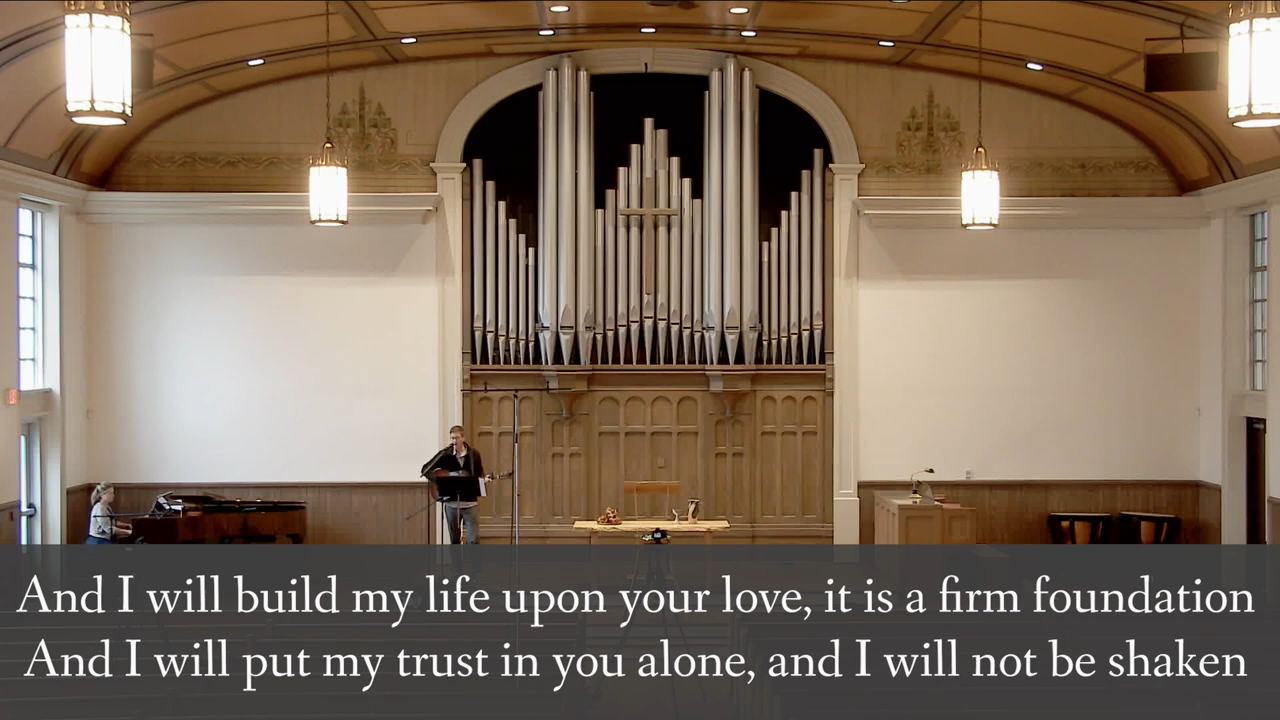 And I will build my life upon your love, it is a firm foundation
And I will put my trust in you alone, and I will not be shaken